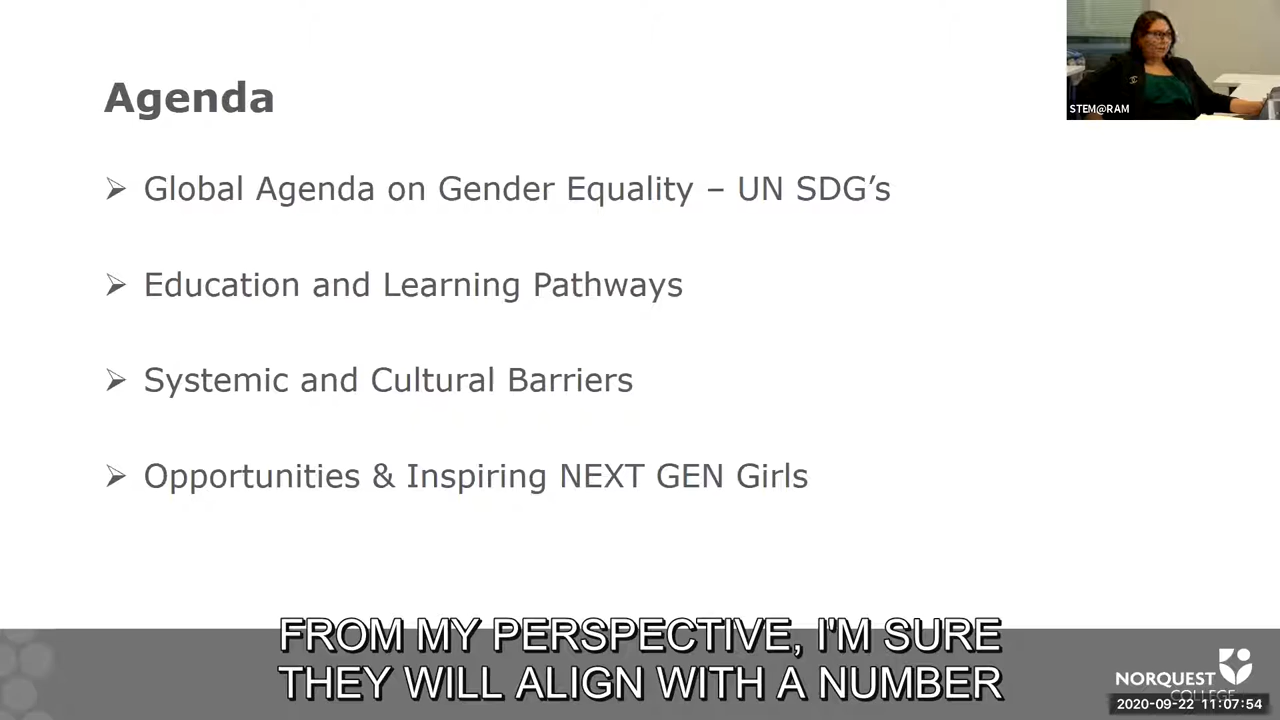 Agenda
STEM@RAM
➢ Global Agenda on Gender Equality – UN SDG’s
➢ Education and Learning Pathways
➢ Systemic and Cultural Barriers
➢ Opportunities & Inspiring NEXT GEN Girls
FROM MY PERSPECTIVE, I'M SURE
THEY WILL ALIGN WITH A NUMBER
NORQUEST
COLLEGE
2020-09-22 11:07:54